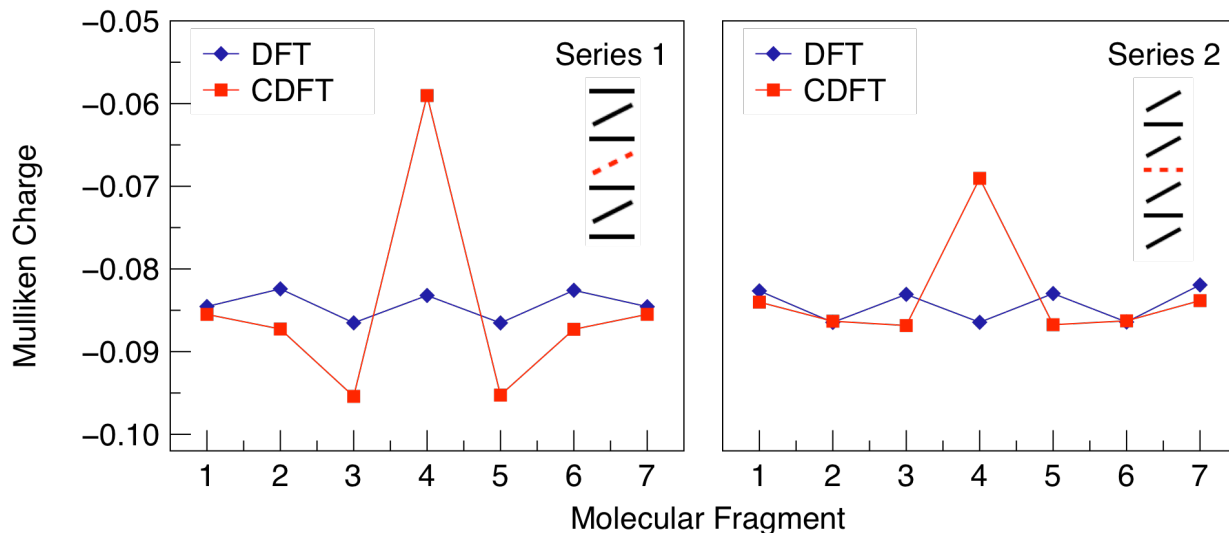 −0.05
−0.06
−0.07
−0.08
−0.09
−0.10
Mulliken Charge
DFT
CDFT
Series 1
1 2 3 4 5 6 7
DFT
CDFT
Series 2
1 2 3 4 5 6 7
Molecular Fragment